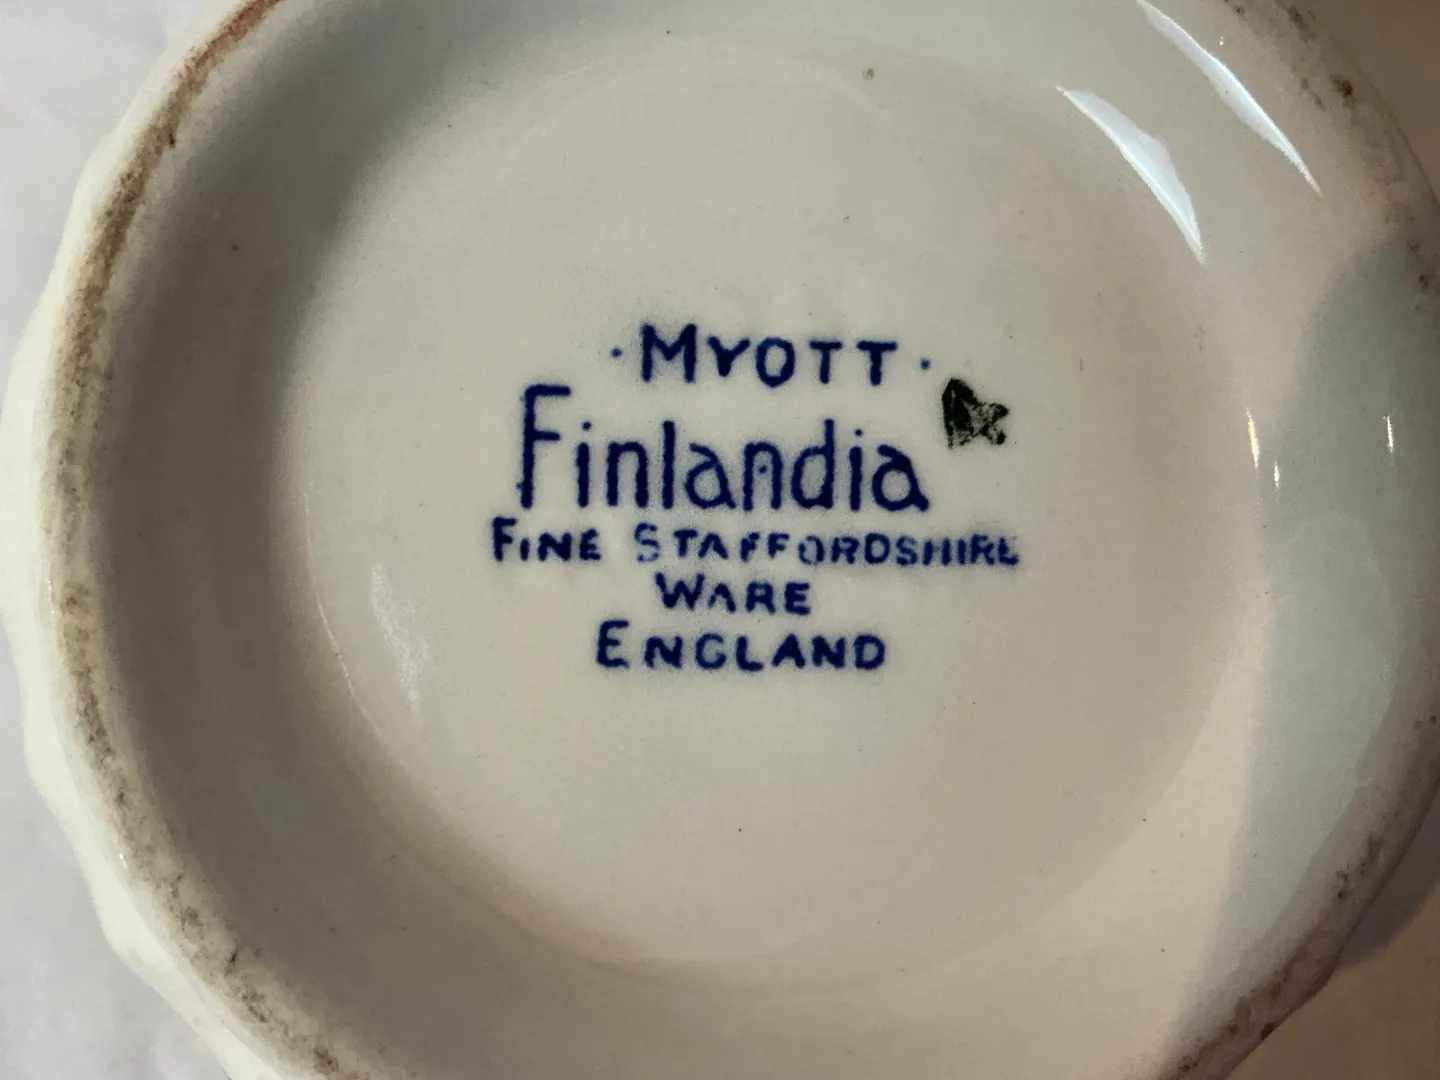 · MYOTT ·
Finlandia
FINE STAFFORDSHIRE
WARE
ENGLAND